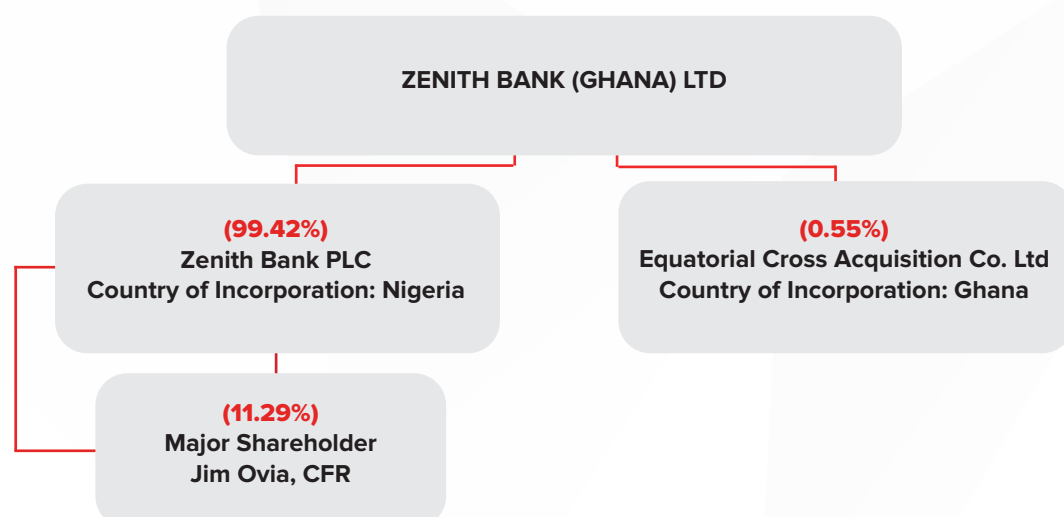 ZENITH BANK (GHANA) LTD
(99.42%)
Zenith Bank PLC
Country of Incorporation: Nigeria
(0.55%)
Equatorial Cross Acquisition Co. Ltd
Country of Incorporation: Ghana
(11.29%)
Major Shareholder
Jim Ovia, CFR